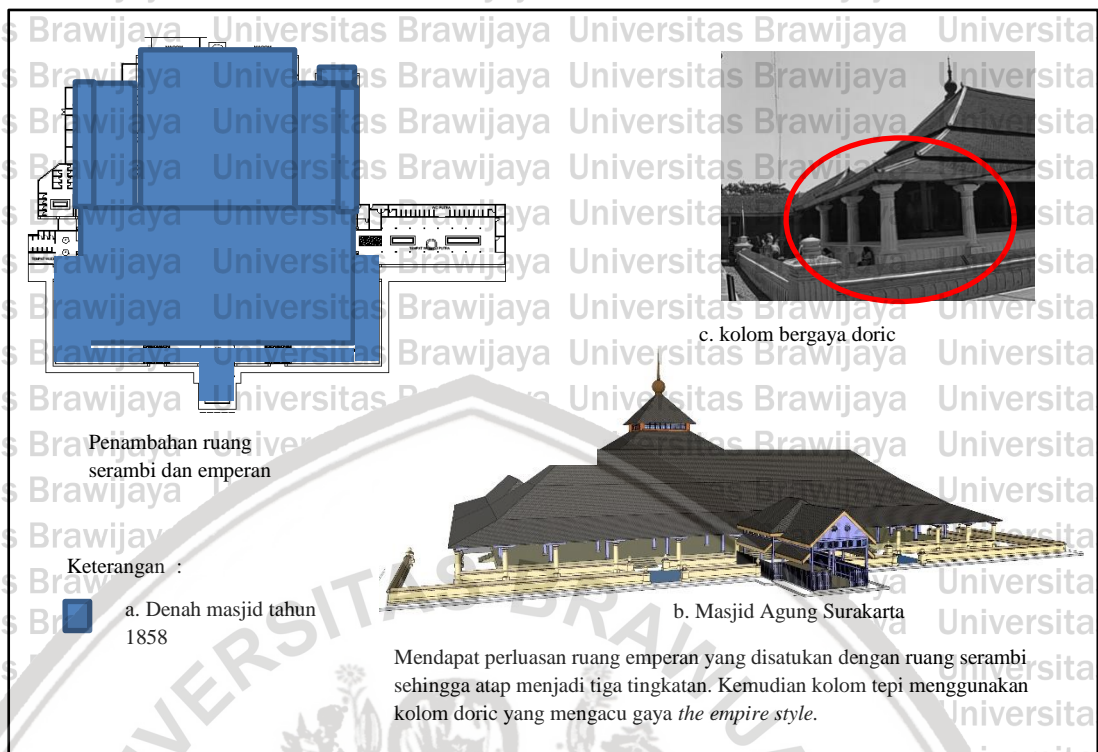 c. kolom bergaya doric
Penambahan ruang
serambi dan emperan
Keterangan :
a. Denah masjid tahun
1858
b. Masjid Agung Surakarta
Mendapat perluasan ruang emperan yang disatukan dengan ruang serambi
sehingga atap menjadi tiga tingkatan. Kemudian kolom tepi menggunakan
kolom doric yang mengacu gaya the empire style.
UNIVERSITAS BRAWIJAYA